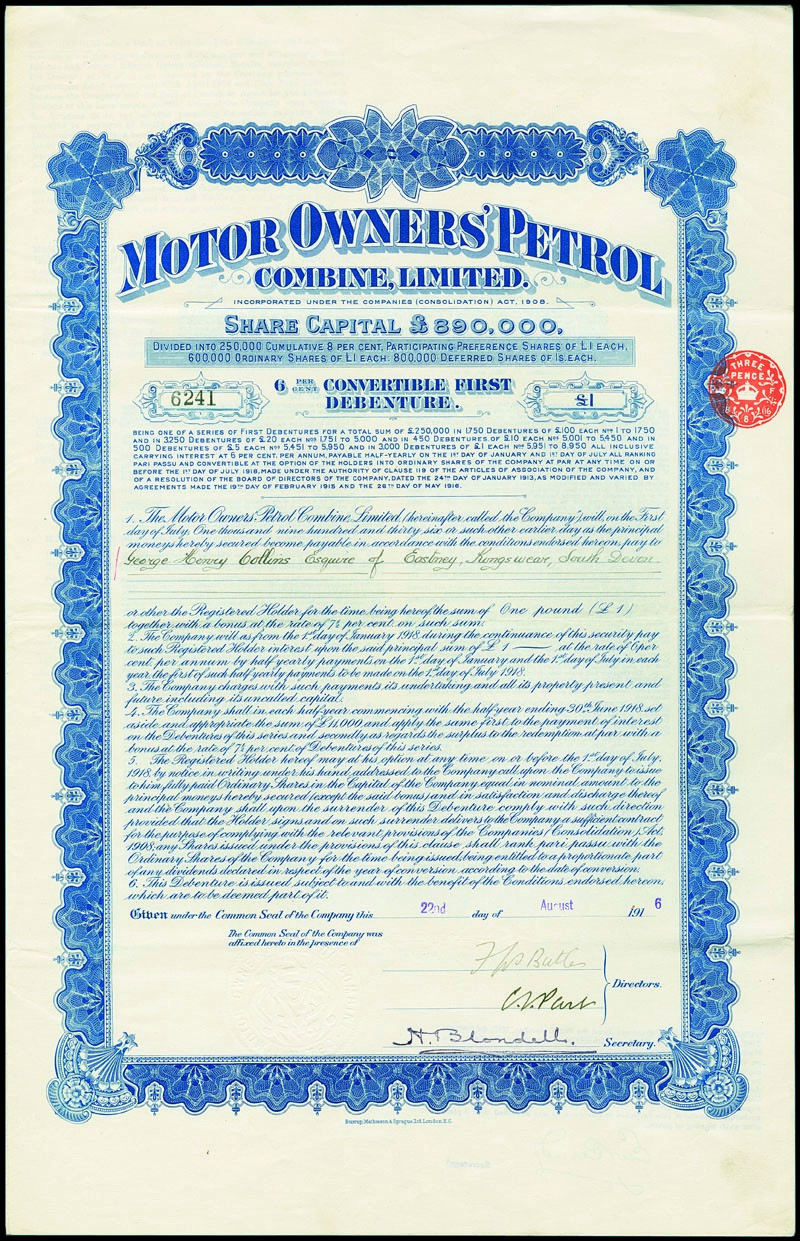 MOTOR OWNERS' PETROL
COMBINE, LIMITED.
INCORPORATED UNDER THE COMPANIES (CONSOLIDATION) ACT, 1908.
SHARE CAPITAL £890,000,
DIVIDED INTO 250,000 CUMULATIVE 8 PER CENT, PARTICIPATING PREFERENCE SHARES OF £1 EACH,
600,000 ORDINARY SHARES OF £1 EACH: 800,000 DEFERRED SHARES OF 1s. EACH.
6241
6 PER CENT CONVERTIBLE FIRST
DEBENTURE.
£1
THREE
PENCE
BEING ONE OF A SERIES OF FIRST DEBENTURES FOR A TOTAL SUM OF £250,000 IN 1750 DEBENTURES OF £100 EACH Nos 1 TO 1750
AND IN 3250 DEBENTURES OF £20 EACH Nos 1751 TO 5,000 AND IN 450 DEBENTURES OF £10 EACH Nos 5,001 TO 5,450 AND IN
500 DEBENTURES OF £5 EACH Nos 5,451 TO 5,950 AND IN 3,000 DEBENTURES OF £1 EACH Nos 5,951 TO 8,950 ALL INCLUSIVE
CARRYING INTEREST AT 6 PER CENT. PER ANNUM, PAYABLE HALF-YEARLY ON THE 1ST DAY OF JANUARY AND 1ST DAY OF JULY ALL RANKING
PARI PASSU AND CONVERTIBLE AT THE OPTION OF THE HOLDERS INTO ORDINARY SHARES OF THE COMPANY AT PAR AT ANY TIME ON OR
BEFORE THE 1ST DAY OF JULY 1918, MADE UNDER THE AUTHORITY OF CLAUSE 119 OF THE ARTICLES OF ASSOCIATION OF THE COMPANY, AND
OF A RESOLUTION OF THE BOARD OF DIRECTORS OF THE COMPANY, DATED THE 24TH DAY OF JANUARY 1913, AS MODIFIED AND VARIED BY
AGREEMENTS MADE THE 19TH DAY OF FEBRUARY 1915 AND THE 26TH DAY OF MAY 1916.
1. The Motor Owners' Petrol Combine, Limited, (hereinafter called the Company), will, on the First
day of July, One thousand and nine hundred and thirty six or such other earlier day as the principal
moneys hereby secured become payable in accordance with the conditions endorsed hereon, pay to
George Henry Collins Esquire of Eastney, Kingswear, South Devon
or other the Registered Holder for the time being hereof the sum of One pound (£1)
together with a bonus at the rate of 7½ per cent. on such sum.
2. The Company will as from the 1st day of January 1918, during the continuance of this security pay
to such Registered Holder interest upon the said principal sum of £1 — at the rate of 6 per
cent. per annum by half yearly payments on the 1st day of January and the 1st day of July in each
year, the first of such half yearly payments to be made on the 1st day of July 1918.
3. The Company charges with such payments its undertaking and all its property present and
future including its uncalled capital.
4. The Company shall in each half-year commencing with the half year ending 30th June 1918, set
aside and appropriate the sum of £11,000, and apply the same first to the payment of interest
on the Debentures of this series and secondly as regards the surplus to the redemption at par with a
bonus at the rate of 7½ per cent. of Debentures of this series.
5. The Registered Holder hereof may at his option at any time on or before the 1st day of July,
1918, by notice in writing under his hand addressed to the Company call upon the Company to issue
to him fully paid Ordinary Shares in the Capital of the Company equal in nominal amount to the
principal moneys hereby secured (except the said bonus) and in satisfaction and discharge thereof
and the Company shall upon the surrender of this Debenture comply with such direction
provided that the Holder signs and on such surrender delivers to the Company a sufficient contract
for the purpose of complying with the relevant provisions of the Companies (Consolidation) Act,
1908, any Shares issued under the provisions of this clause shall rank pari passu with the
Ordinary Shares of the Company for the time being issued, being entitled to a proportionate part
of any dividends declared in respect of the year of conversion, according to the date of conversion.
6. This Debenture is issued subject to and with the benefit of the Conditions endorsed hereon,
which are to be deemed part of it.
Given under the Common Seal of the Company this 22nd day of August 1916
The Common Seal of the Company was
affixed hereto in the presence of
Butler
Directors.
H. Blondell. Secretary.
Burrup, Mathieson & Sprague, Ltd, London, E.C.